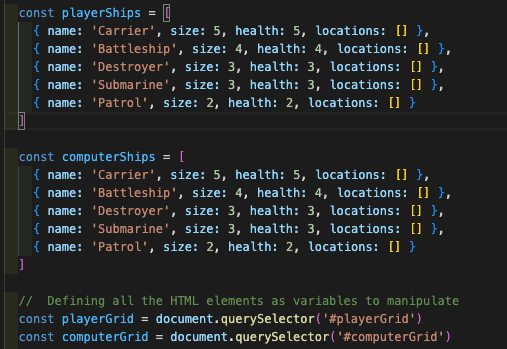 const playerShips = [
{ name: 'Carrier', size: 5, health: 5, locations: [] },
{ name: 'Battleship', size: 4, health: 4, locations: [] },
{ name: 'Destroyer', size: 3, health: 3, locations: [] },
{ name: 'Submarine', size: 3, health: 3, locations: [] },
{ name: 'Patrol', size: 2, health: 2, locations: [] }
]
const computerShips = [
{ name: 'Carrier', size: 5, health: 5, locations: [] },
{ name: 'Battleship', size: 4, health: 4, locations: [] },
{ name: 'Destroyer', size: 3, health: 3, locations: [] },
{ name: 'Submarine', size: 3, health: 3, locations: [] },
{ name: 'Patrol', size: 2, health: 2, locations: [] }
]
//  Defining all the HTML elements as variables to manipulate
const playerGrid = document.querySelector('#playerGrid')
const computerGrid = document.querySelector('#computerGrid')